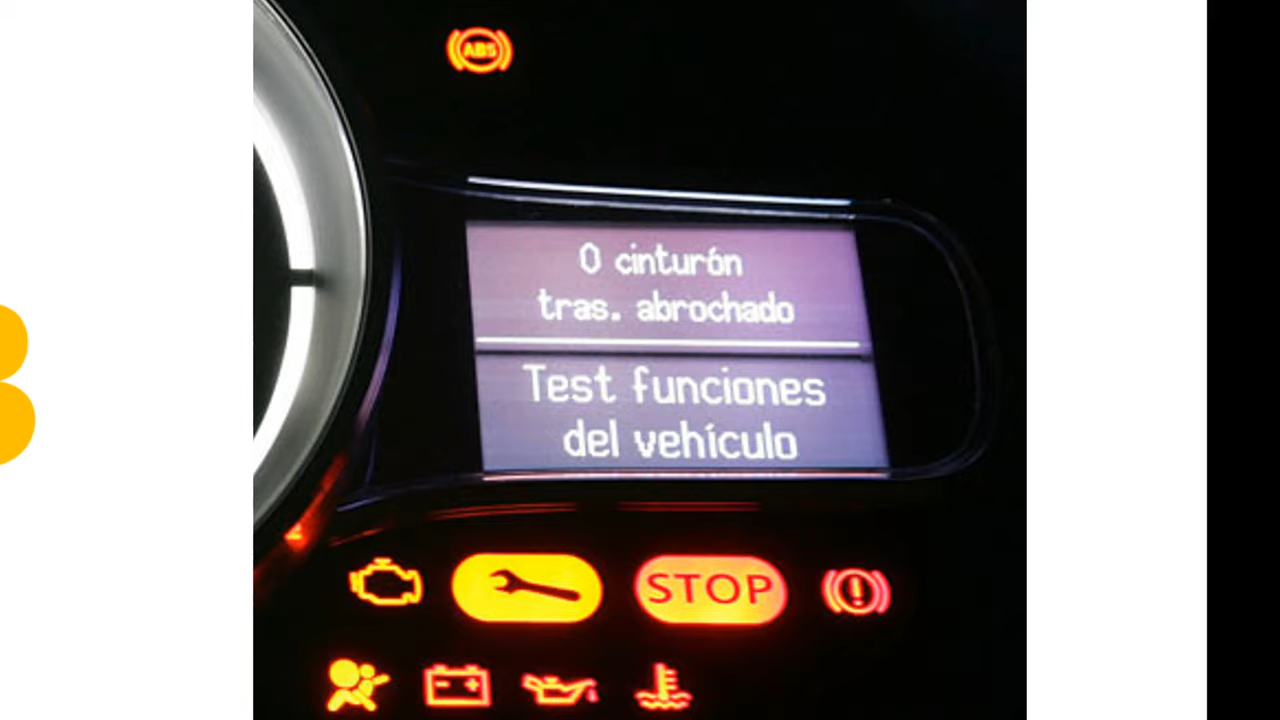 ABS
0 cinturón
tras. abrochado
Test funciones
del vehículo
STOP